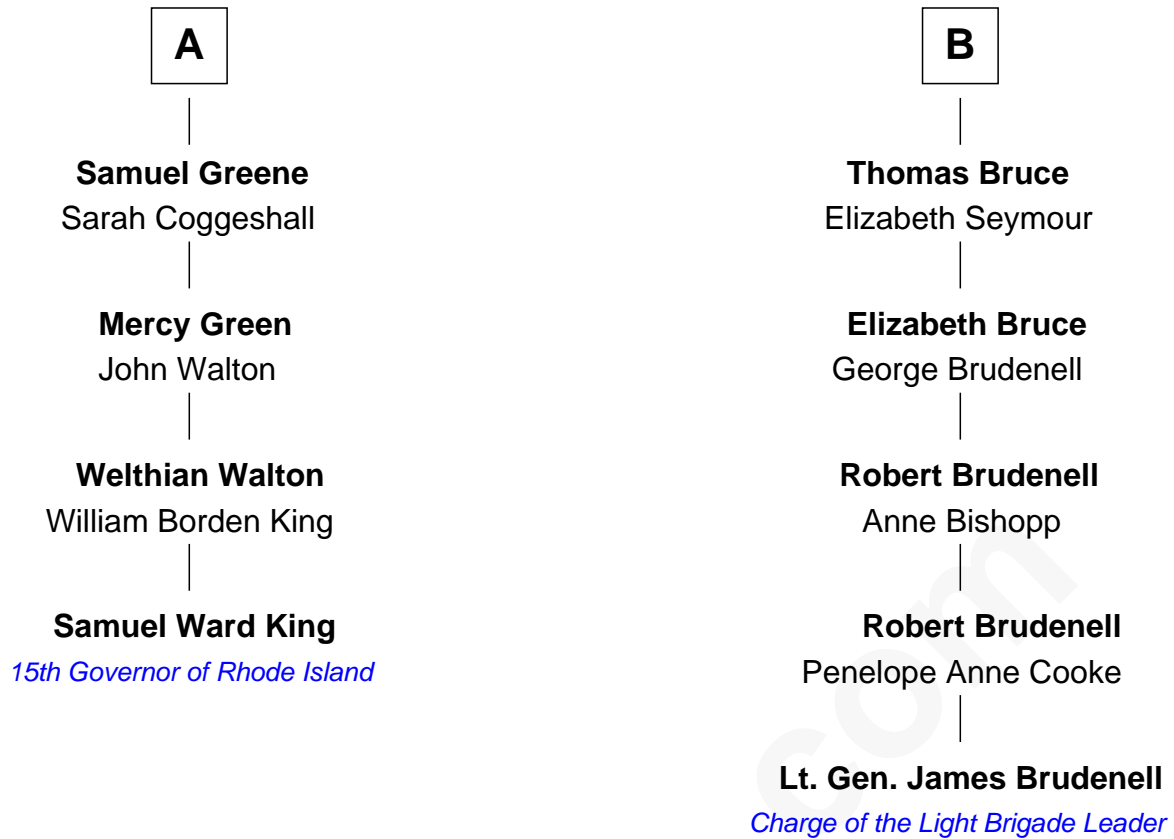 A
Samuel Greene
Sarah Coggeshall
Mercy Green
John Walton
Welthian Walton
William Borden King
Samuel Ward King
15th Governor of Rhode Island
B
Thomas Bruce
Elizabeth Seymour
Elizabeth Bruce
George Brudenell
Robert Brudenell
Anne Bishopp
Robert Brudenell
Penelope Anne Cooke
Lt. Gen. James Brudenell
Charge of the Light Brigade Leader
com